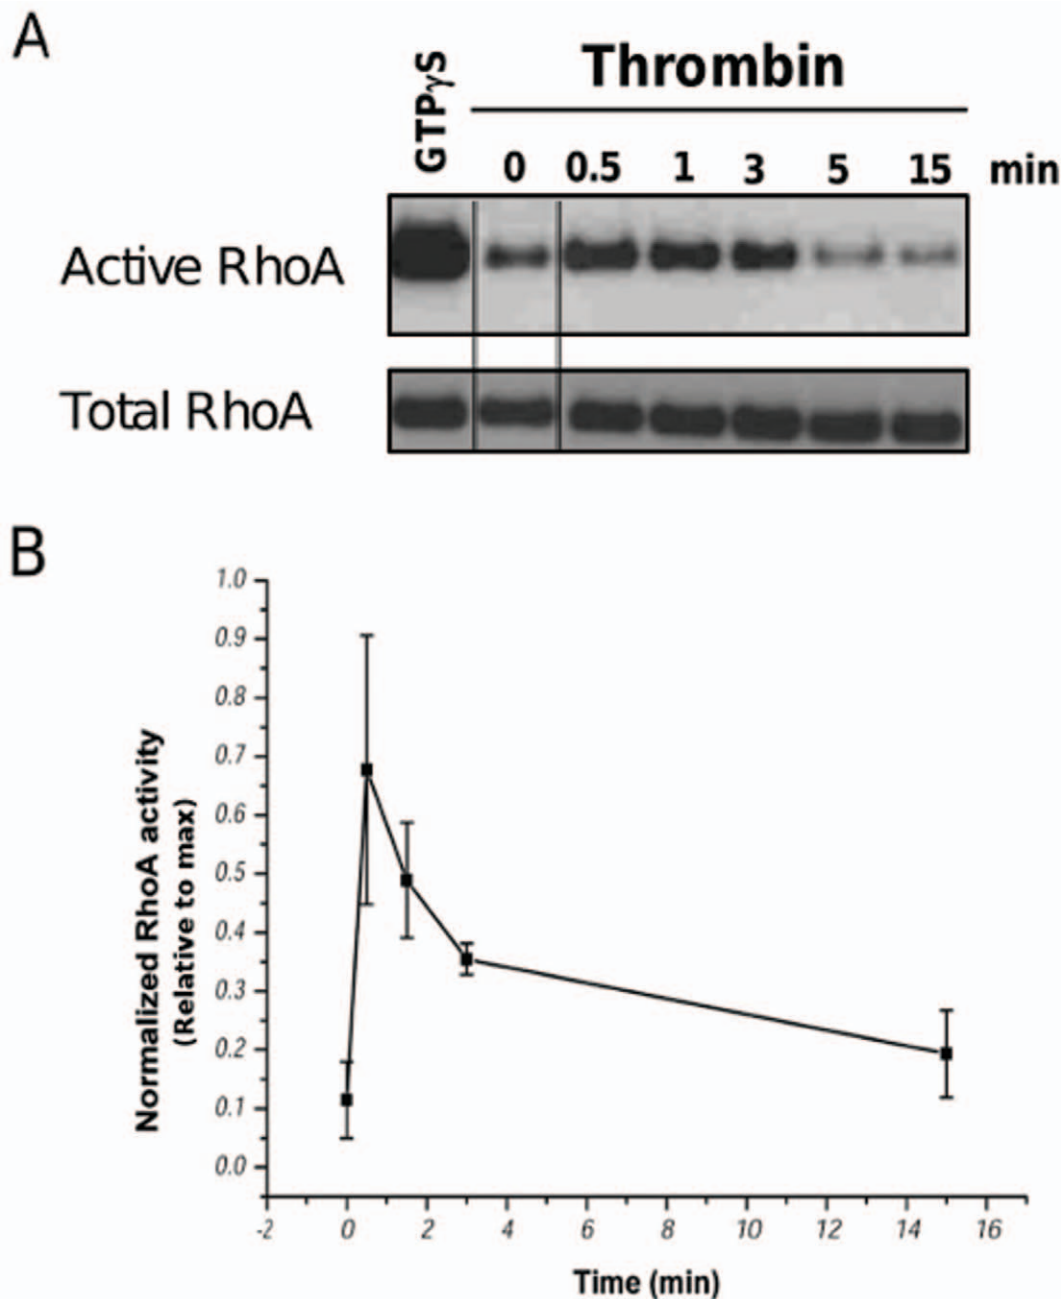 A
GTPγS
Thrombin
0 0.5 1 3 5 15 min
Active RhoA
Total RhoA
B
1.0
0.9
0.8
0.7
0.6
0.5
0.4
0.3
0.2
0.1
0.0
Normalized RhoA activity
(Relative to max)
-2 0 2 4 6 8 10 12 14 16
Time (min)